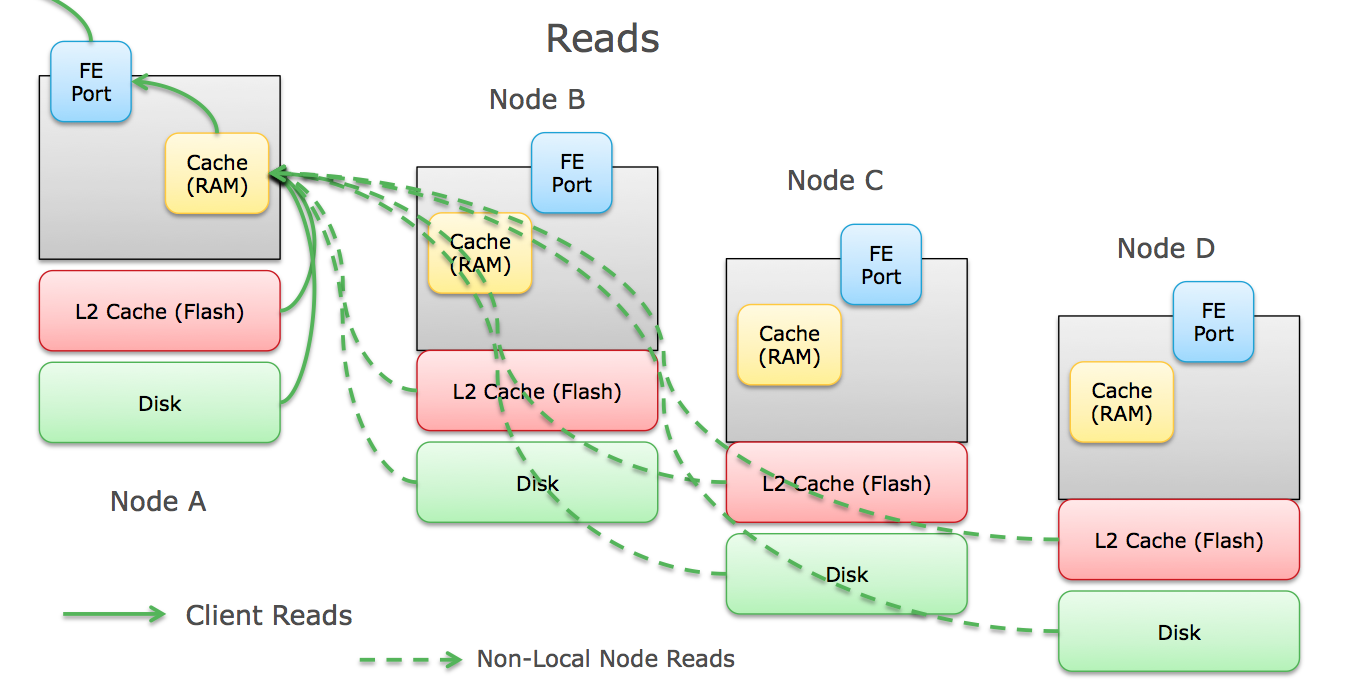 Reads
FE
Port
Cache
(RAM)
L2 Cache (Flash)
Disk
Node A
Node B
FE
Port
Cache
(RAM)
L2 Cache (Flash)
Disk
Node C
FE
Port
Cache
(RAM)
L2 Cache (Flash)
Disk
Node D
FE
Port
Cache
(RAM)
L2 Cache (Flash)
Disk
Client Reads
Non-Local Node Reads